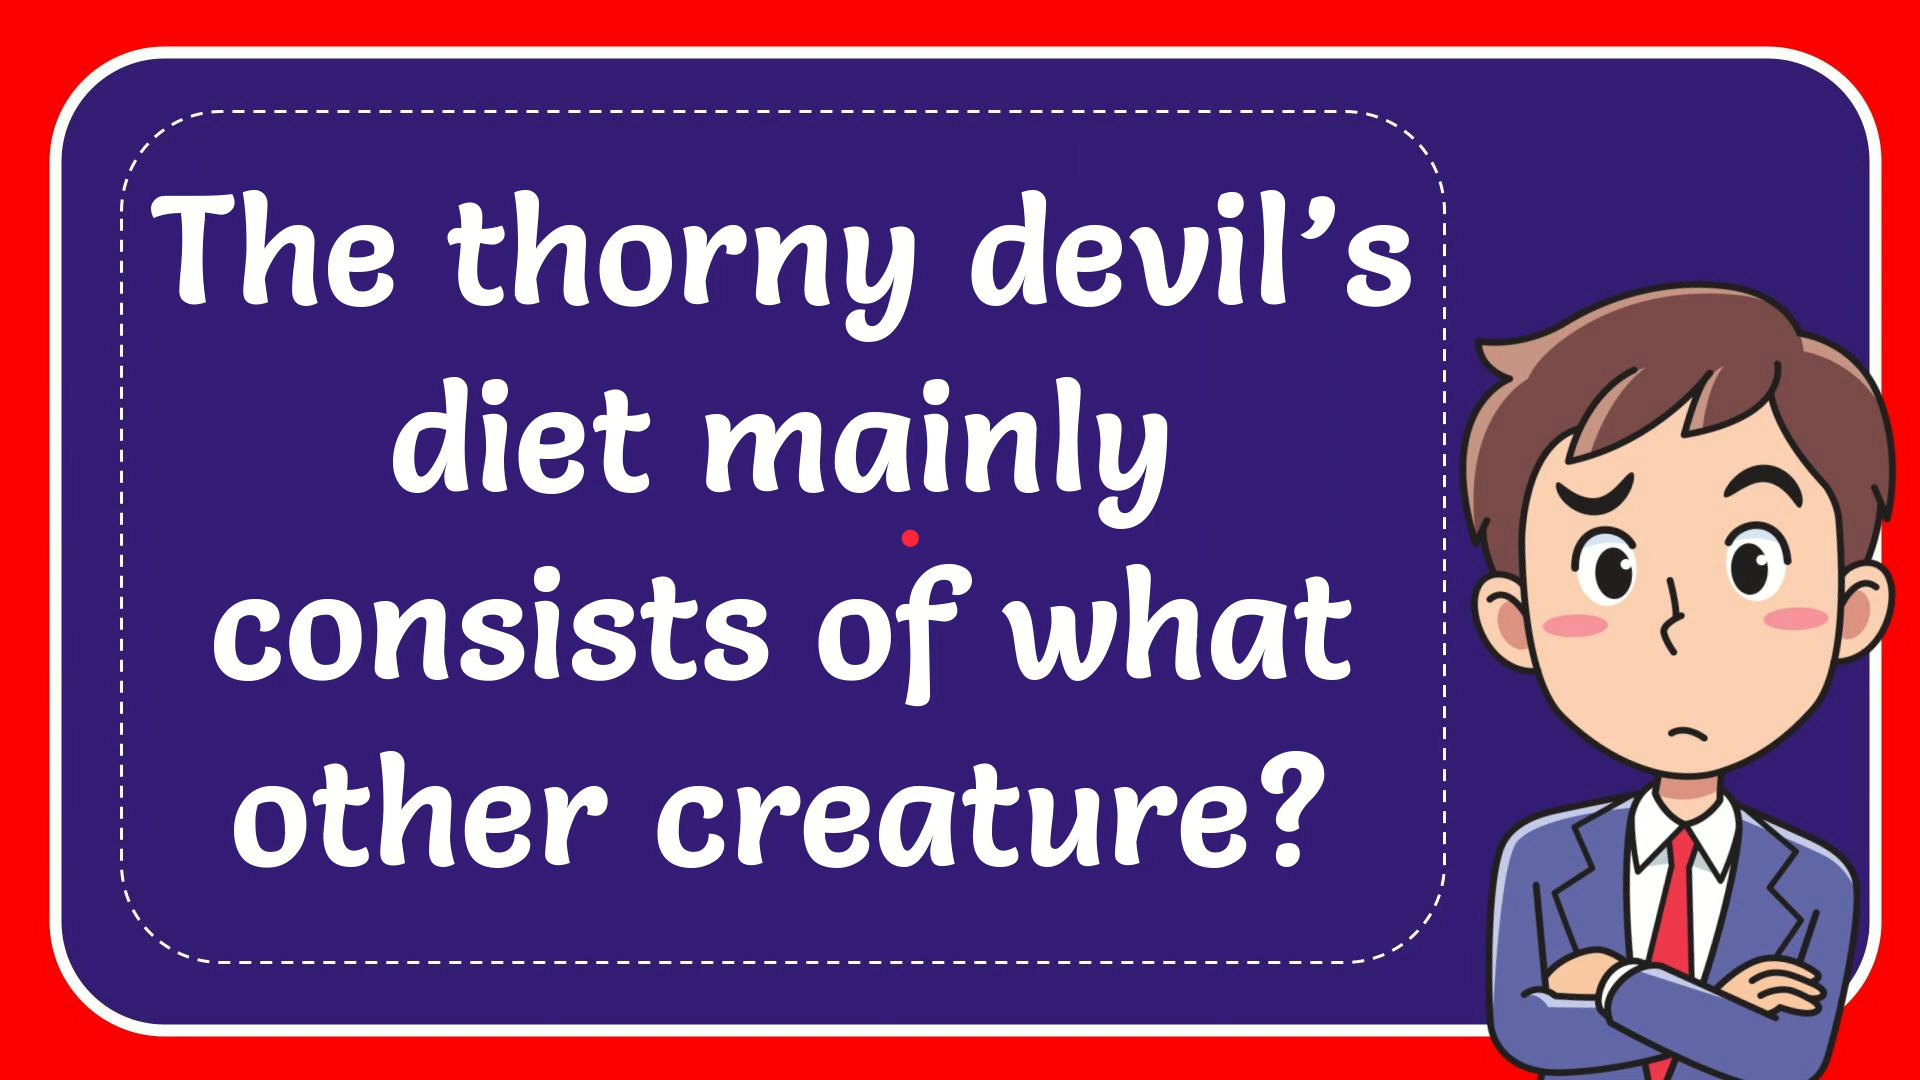 The thorny devil’s
diet mainly
consists of what
other creature?